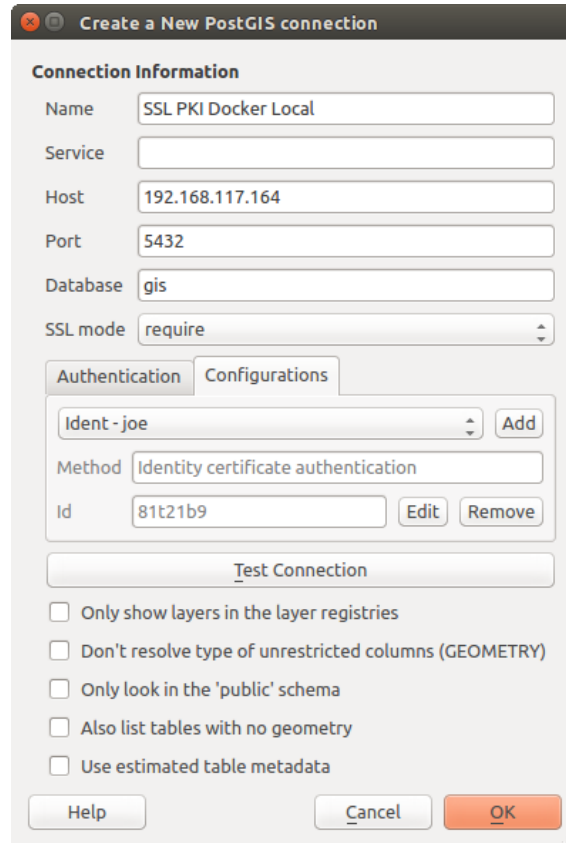 Create a New PostGIS connection
Connection Information
Name SSL PKI Docker Local
Service
Host 192.168.117.164
Port 5432
Database gis
SSL mode require
Authentication Configurations
Ident - joe Add
Method Identity certificate authentication
Id 81t21b9 Edit Remove
Test Connection
Only show layers in the layer registries
Don't resolve type of unrestricted columns (GEOMETRY)
Only look in the 'public' schema
Also list tables with no geometry
Use estimated table metadata
Help Cancel OK